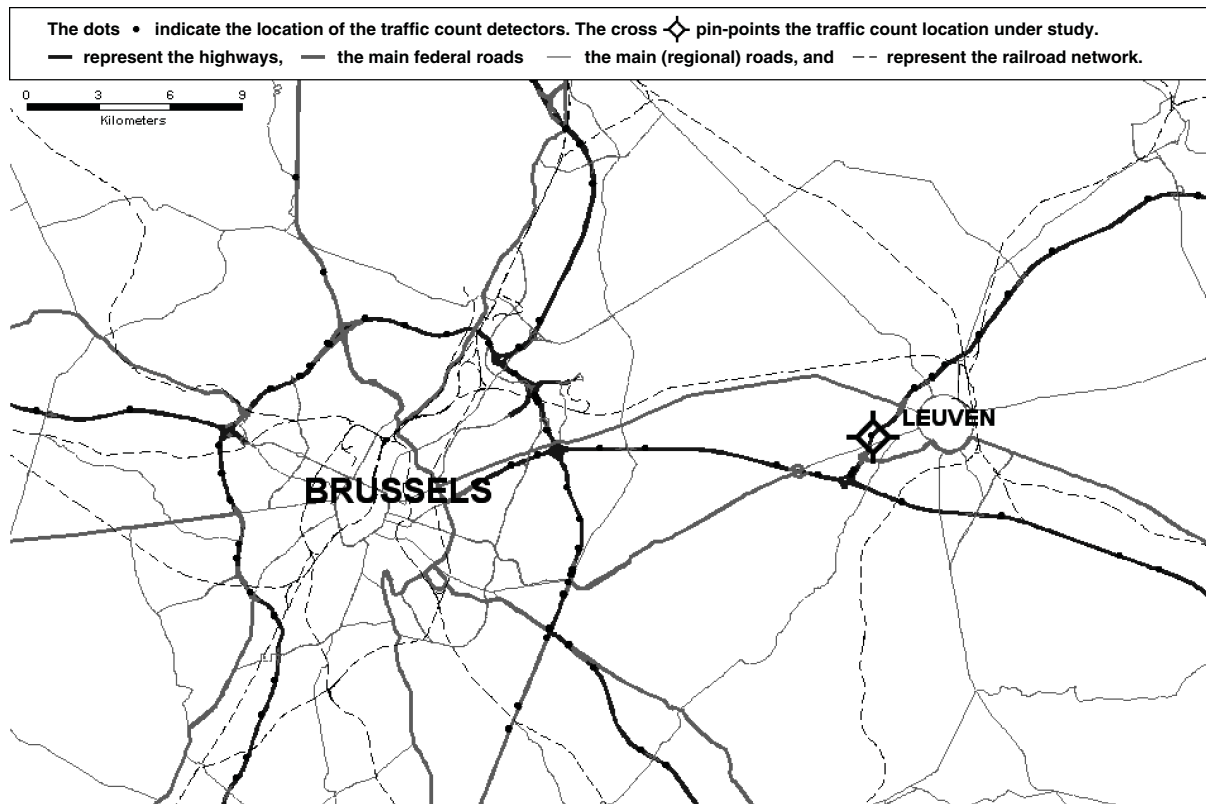 The dots • indicate the location of the traffic count detectors. The cross pin-points the traffic count location under study.
represent the highways, the main federal roads the main (regional) roads, and represent the railroad network.
0 3 6 9
Kilometers
LEUVEN
BRUSSELS